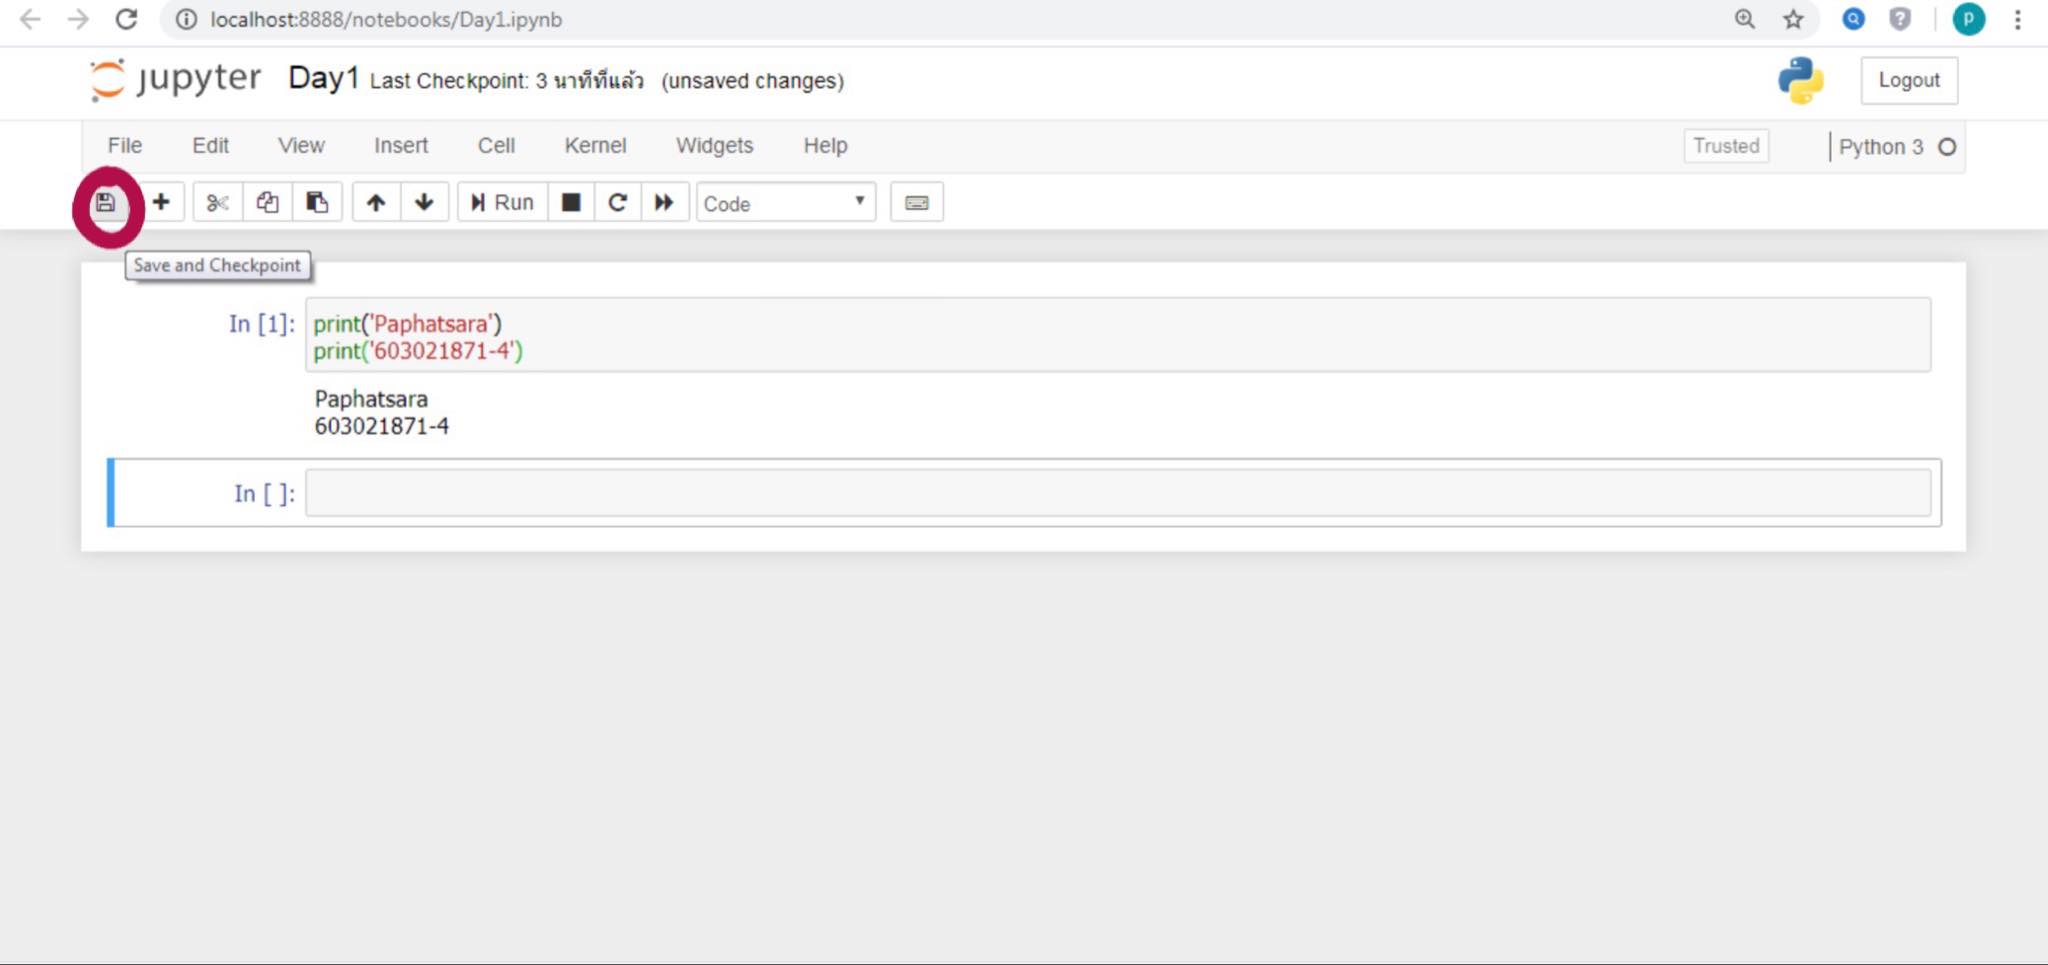 localhost:8888/notebooks/Day1.ipynb
P
jupyter Day1 Last Checkpoint: 3 นาทีที่แล้ว (unsaved changes)
Logout
File Edit View Insert Cell Kernel Widgets Help Trusted Python 3
Run Code
Save and Checkpoint
In [1]: print('Paphatsara')
print('603021871-4')
Paphatsara
603021871-4
In [ ]: